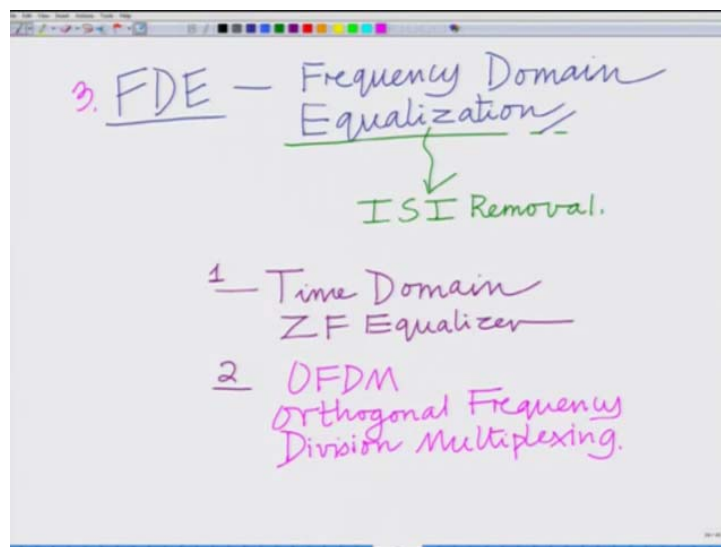 3. FDE — Frequency Domain
Equalization
ISI Removal.
1 — Time Domain
ZF Equalizer
2 OFDM
Orthogonal Frequency
Division Multiplexing.